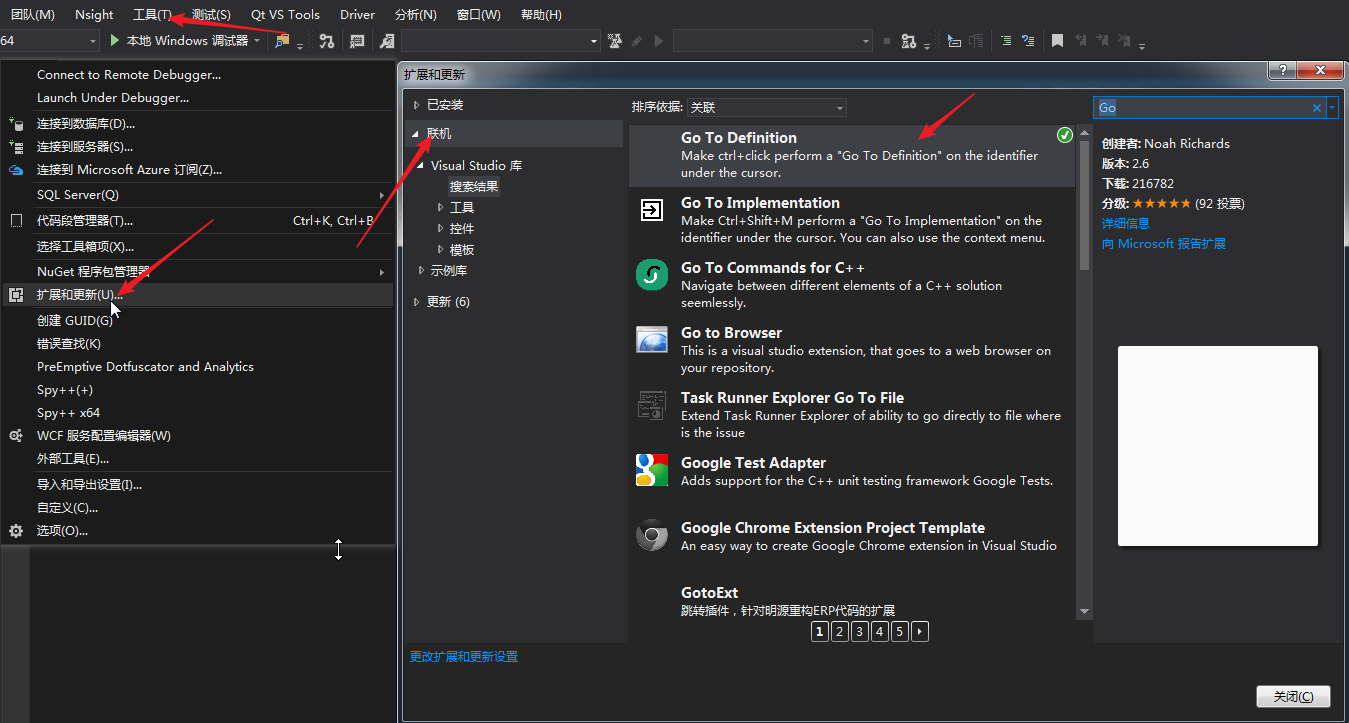 团队(M) Nsight 工具(T) 测试(S) Qt VS Tools Driver 分析(N) 窗口(W) 帮助(H)
64 本地 Windows 调试器
Connect to Remote Debugger...
Launch Under Debugger...
连接到数据库(D)...
连接到服务器(S)...
连接到 Microsoft Azure 订阅(Z)...
SQL Server(Q)
代码段管理器(T)... Ctrl+K, Ctrl+B
选择工具箱项(X)...
NuGet 程序包管理器
扩展和更新(U)...
创建 GUID(G)
错误查找(K)
PreEmptive Dotfuscator and Analytics
Spy++(+)
Spy++ x64
WCF 服务配置编辑器(W)
外部工具(E)...
导入和导出设置(I)...
自定义(C)...
选项(O)...
扩展和更新
已安装
联机
Visual Studio 库
搜索结果
工具
控件
模板
示例库
更新 (6)
更改扩展和更新设置
排序依据: 关联
Go To Definition
Make ctrl+click perform a "Go To Definition" on the identifier
under the cursor.
Go To Implementation
Make Ctrl+Shift+M perform a "Go To Implementation" on the
identifier under the cursor. You can also use the context menu.
Go To Commands for C++
Navigate between different elements of a C++ solution
seemlessly.
Go to Browser
This is a visual studio extension, that goes to a web browser on
your repository.
Task Runner Explorer Go To File
Extend Task Runner Explorer of ability to go directly to file where
is the issue
Google Test Adapter
Adds support for the C++ unit testing framework Google Tests.
Google Chrome Extension Project Template
An easy way to create Google Chrome extension in Visual Studio
GotoExt
跳转插件，针对明源重构ERP代码的扩展
1 2 3 4 5
Go
创建者: Noah Richards
版本: 2.6
下载: 216782
分级: ★★★★★ (92 投票)
详细信息
向 Microsoft 报告扩展
关闭(C)